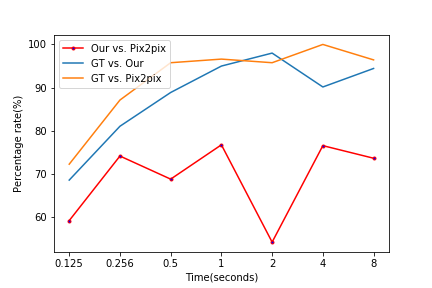 Our vs. Pix2pix
GT vs. Our
GT vs. Pix2pix
100
90
80
70
60
Percentage rate(%)
0.125 0.256 0.5 1 2 4 8
Time(seconds)